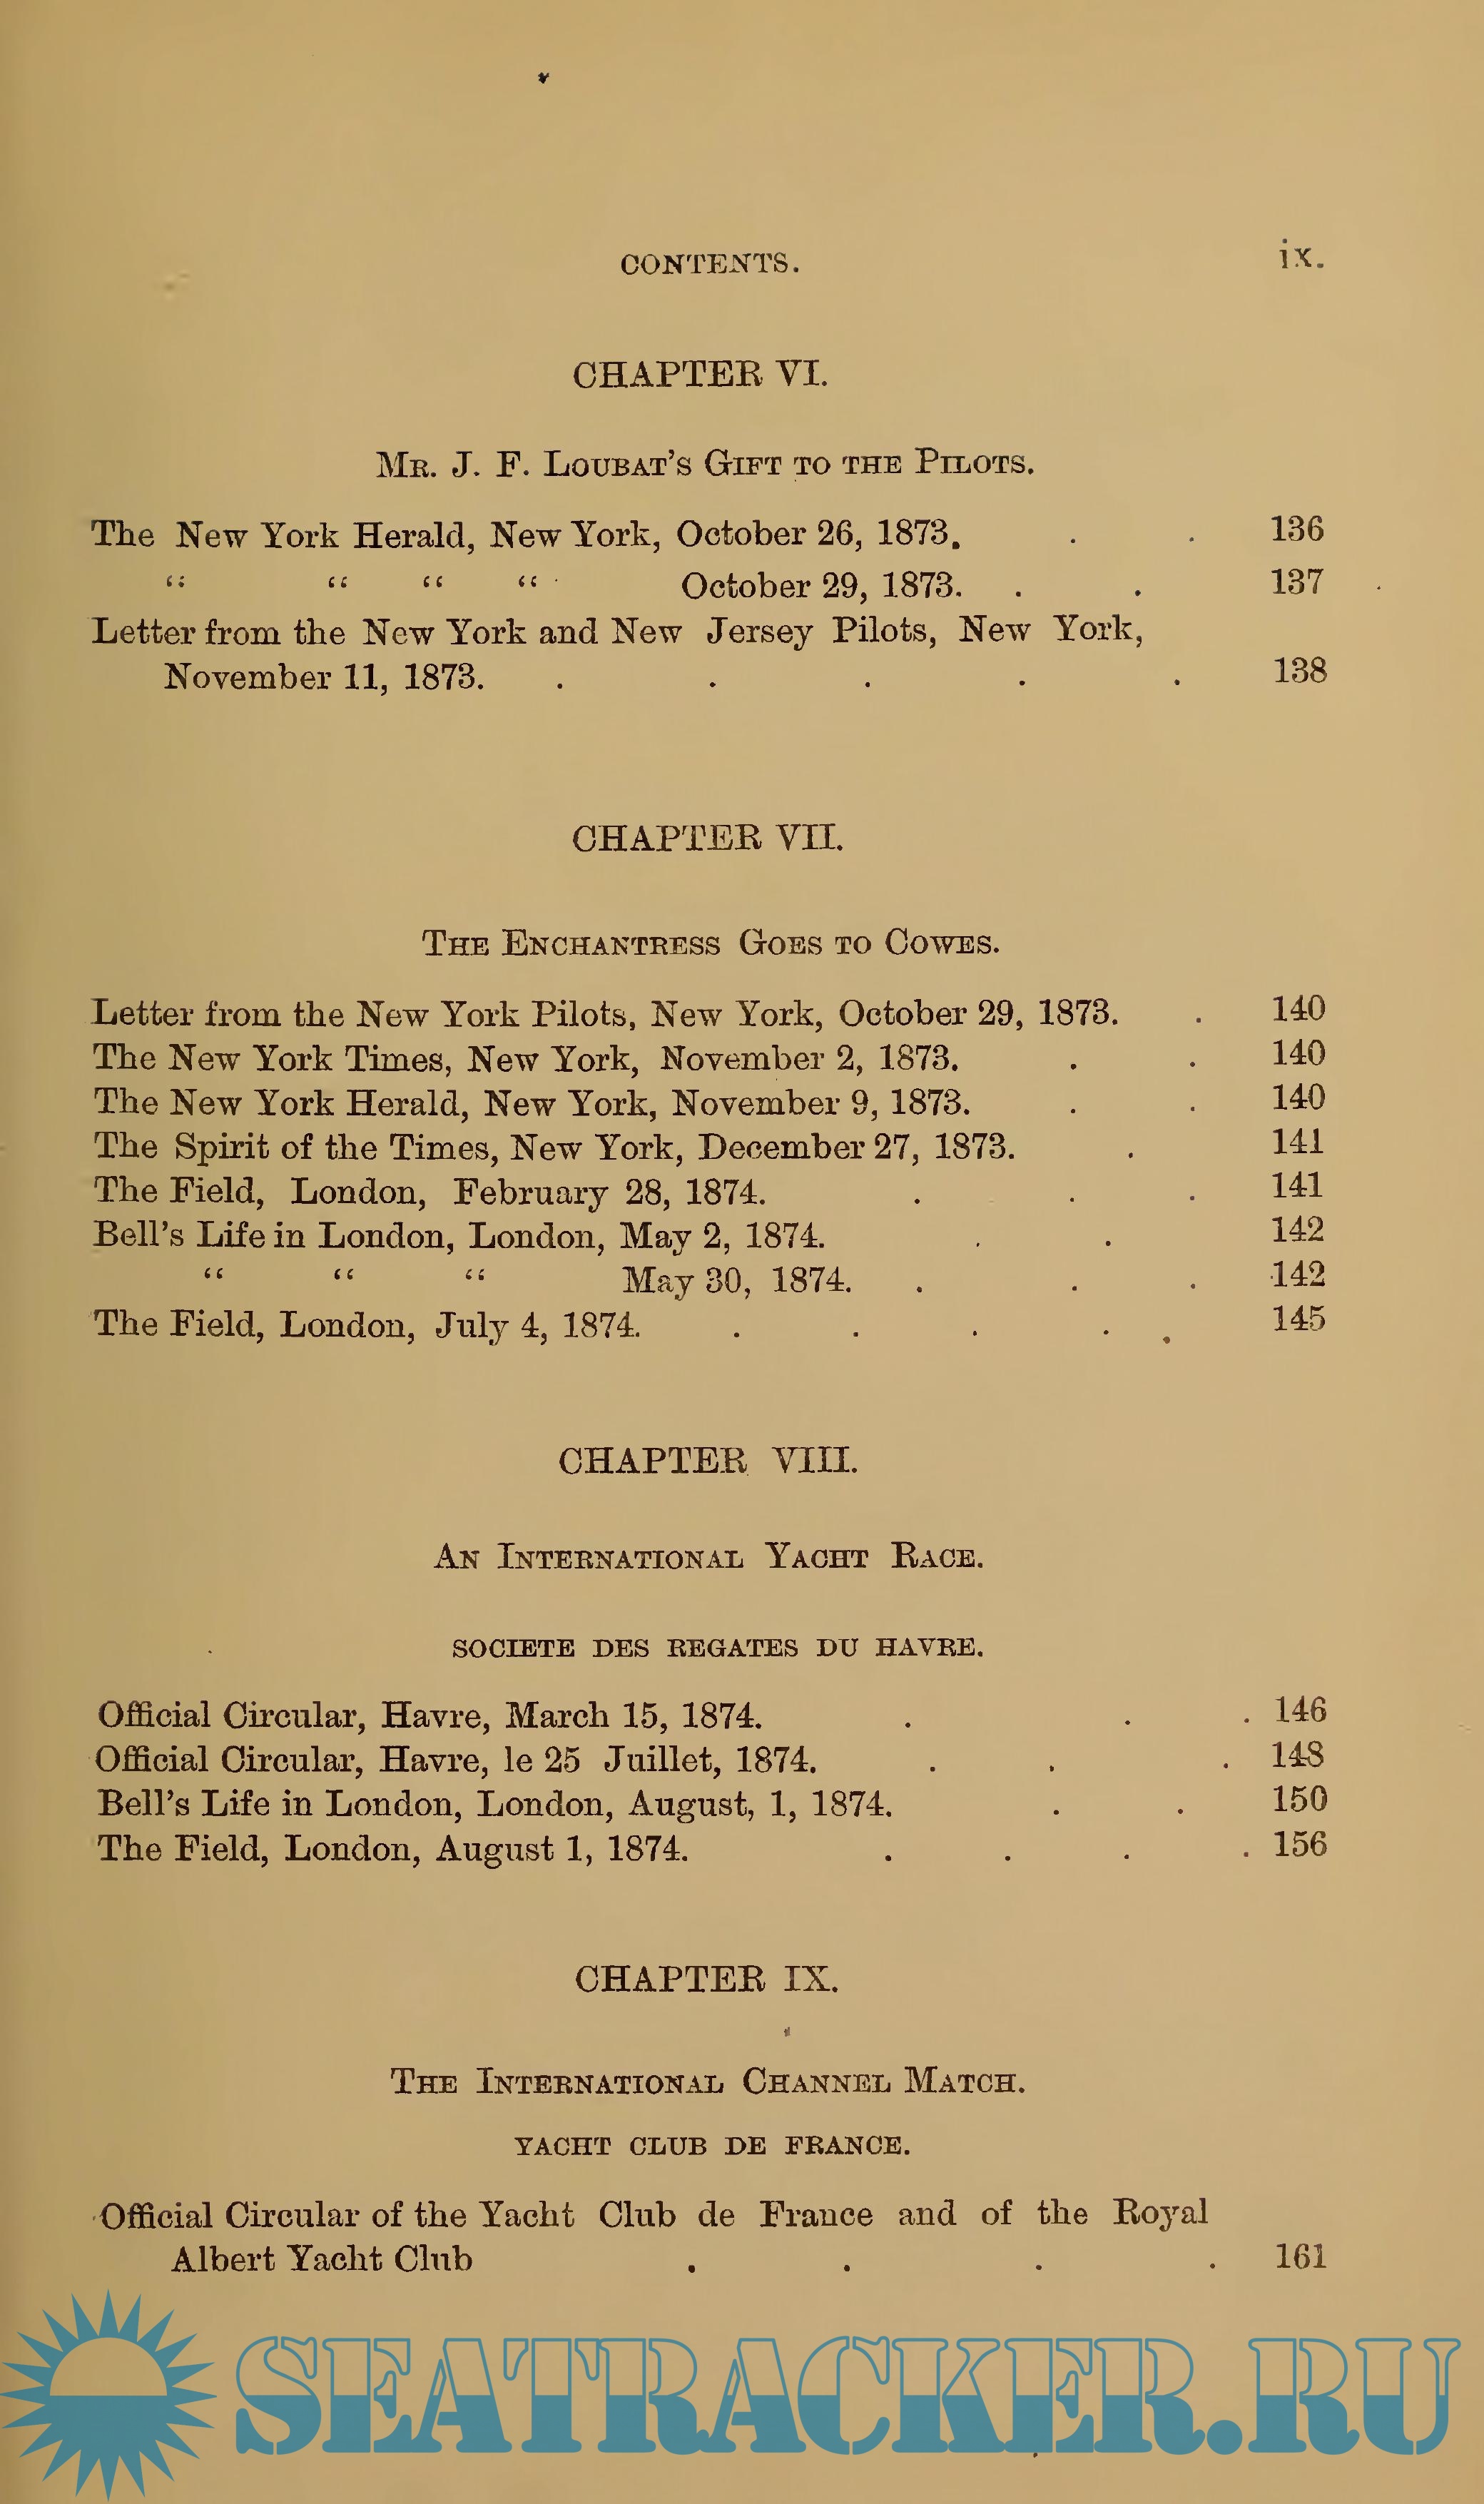 CONTENTS. ix.
CHAPTER VI.
Mr. J. F. Loubat's Gift to the Pilots.
The New York Herald, New York, October 26, 1873. . . 136
“ “ “ “ October 29, 1873. . . 137
Letter from the New York and New Jersey Pilots, New York,
November 11, 1873. . . . . . 138
CHAPTER VII.
The Enchantress Goes to Cowes.
Letter from the New York Pilots, New York, October 29, 1873. . 140
The New York Times, New York, November 2, 1873. . . 140
The New York Herald, New York, November 9, 1873. . . 140
The Spirit of the Times, New York, December 27, 1873. . 141
The Field, London, February 28, 1874. . . . 141
Bell's Life in London, London, May 2, 1874. . . 142
“ “ “ May 30, 1874. . . . 142
The Field, London, July 4, 1874. . . . . . 145
CHAPTER VIII.
An International Yacht Race.
SOCIETE DES REGATES DU HAVRE.
Official Circular, Havre, March 15, 1874. . . . 146
Official Circular, Havre, le 25 Juillet, 1874. . . . 148
Bell's Life in London, London, August, 1, 1874. . . 150
The Field, London, August 1, 1874. . . . . 156
CHAPTER IX.
The International Channel Match.
YACHT CLUB DE FRANCE.
Official Circular of the Yacht Club de France and of the Royal
Albert Yacht Club . . . . 161
SEATRACKER.RU